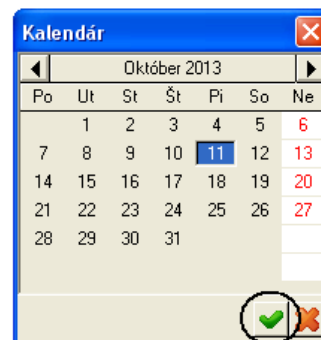 Kalendár
Október 2013
Po Ut St Št Pi So Ne
1 2 3 4 5 6
7 8 9 10 11 12 13
14 15 16 17 18 19 20
21 22 23 24 25 26 27
28 29 30 31